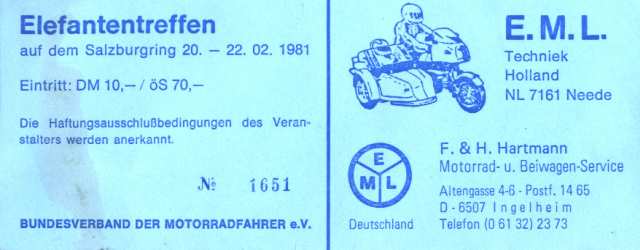 Elefantentreffen
auf dem Salzburgring 20. – 22. 02. 1981
Eintritt: DM 10,– / öS 70,–
Die Haftungsausschlußbedingungen des Veran-
stalters werden anerkannt.
№ 1651
BUNDESVERBAND DER MOTORRADFAHRER e.V.
E. M. L.
Techniek
Holland
NL 7161 Neede
E
M L
Deutschland
F. & H. Hartmann
Motorrad- u. Beiwagen-Service
Altengasse 4-6 - Postf. 14 65
D - 6507 Ingelheim
Telefon (0 61 32) 23 73